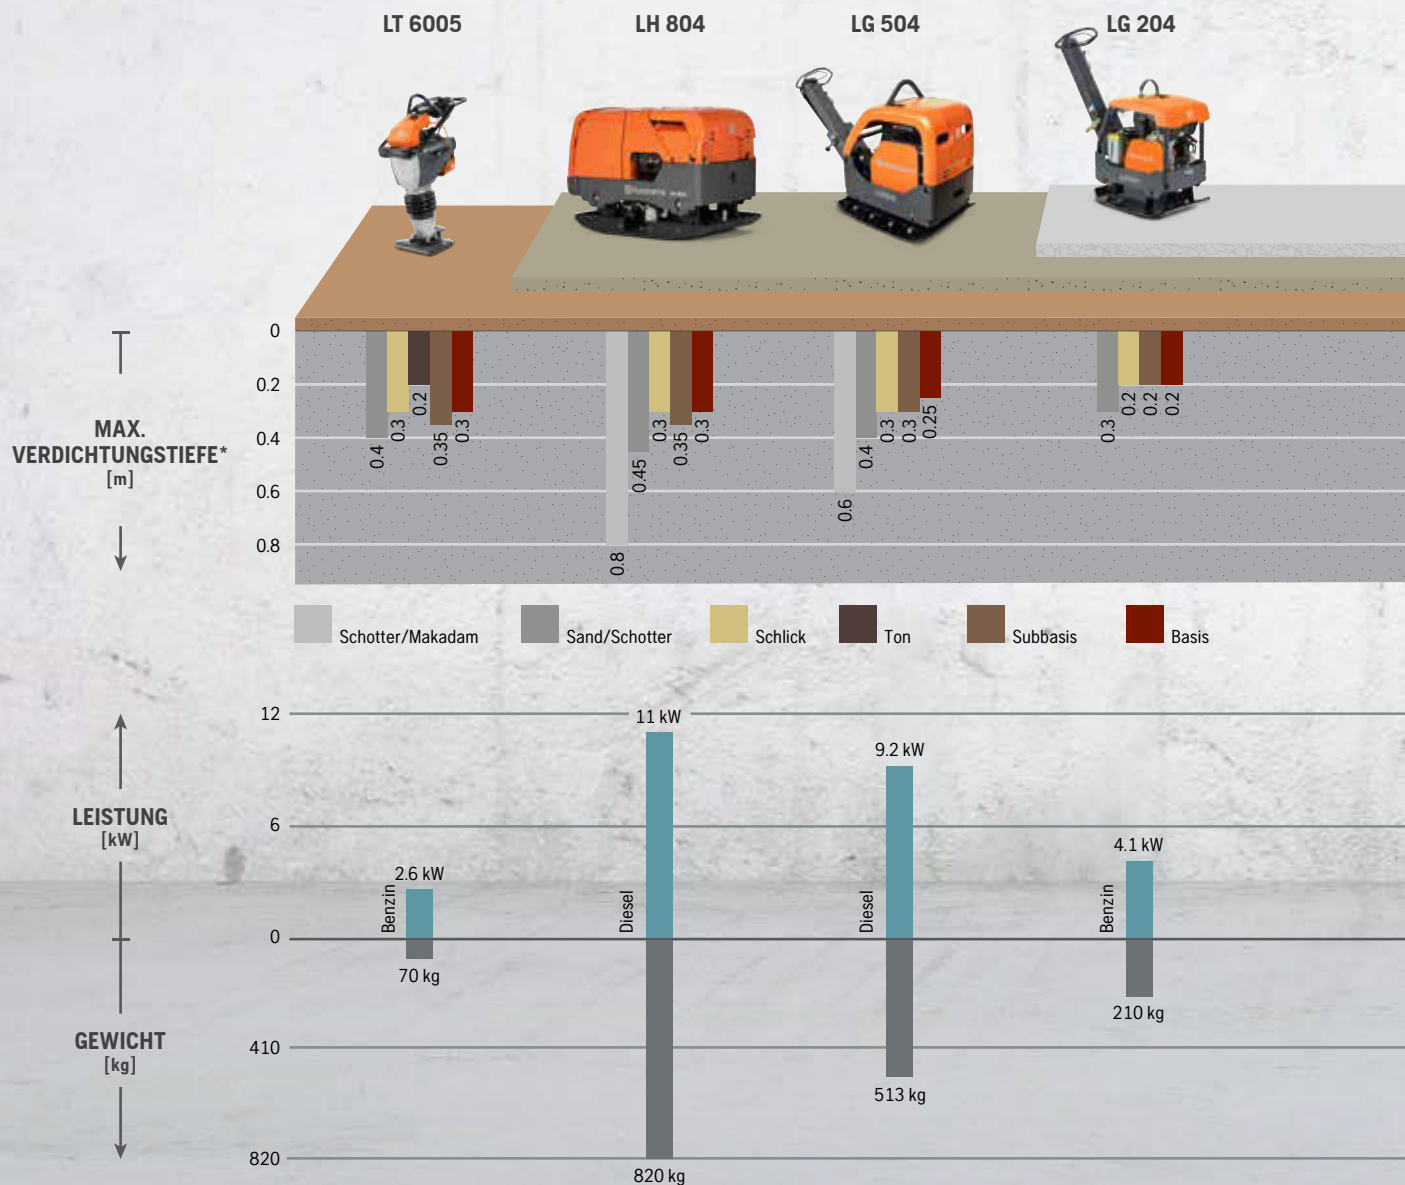 LT 6005
LH 804
LG 504
LG 204
MAX.
VERDICHTUNGSTIEFE*
[m]
0
0.2
0.4
0.6
0.8
0.4
0.3
0.2
0.35
0.3
0.8
0.45
0.3
0.35
0.3
0.6
0.4
0.3
0.3
0.25
0.3
0.2
0.2
0.2
Schotter/Makadam
Sand/Schotter
Schlick
Ton
Subbasis
Basis
LEISTUNG
[kW]
12
6
0
Benzin
2.6 kW
Diesel
11 kW
Diesel
9.2 kW
Benzin
4.1 kW
GEWICHT
[kg]
410
820
70 kg
820 kg
513 kg
210 kg